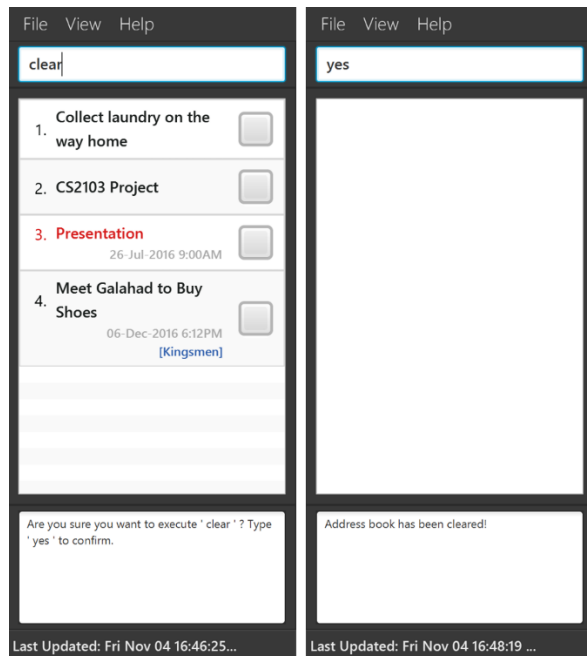 File View Help
clear
1. Collect laundry on the
way home
2. CS2103 Project
3. Presentation
26-Jul-2016 9:00AM
4. Meet Galahad to Buy
Shoes
06-Dec-2016 6:12PM
[Kingsmen]
Are you sure you want to execute ' clear ' ? Type
' yes ' to confirm.
Last Updated: Fri Nov 04 16:46:25...
File View Help
yes
Address book has been cleared!
Last Updated: Fri Nov 04 16:48:19 ...